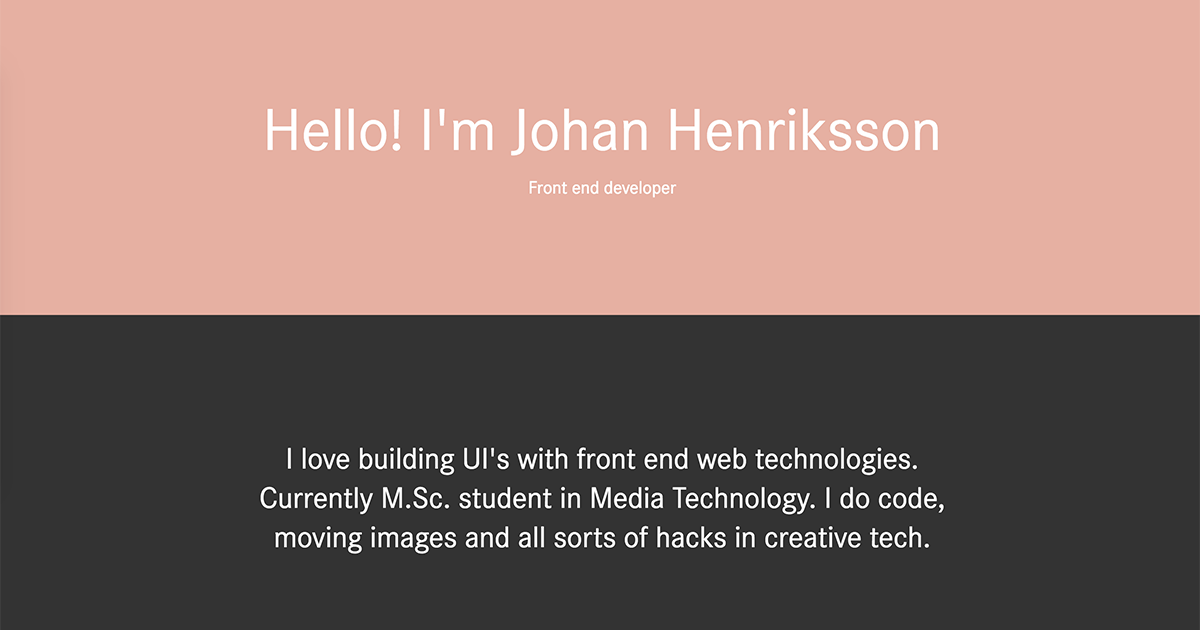 Hello! I'm Johan Henriksson
Front end developer
I love building UI's with front end web technologies.
Currently M.Sc. student in Media Technology. I do code,
moving images and all sorts of hacks in creative tech.